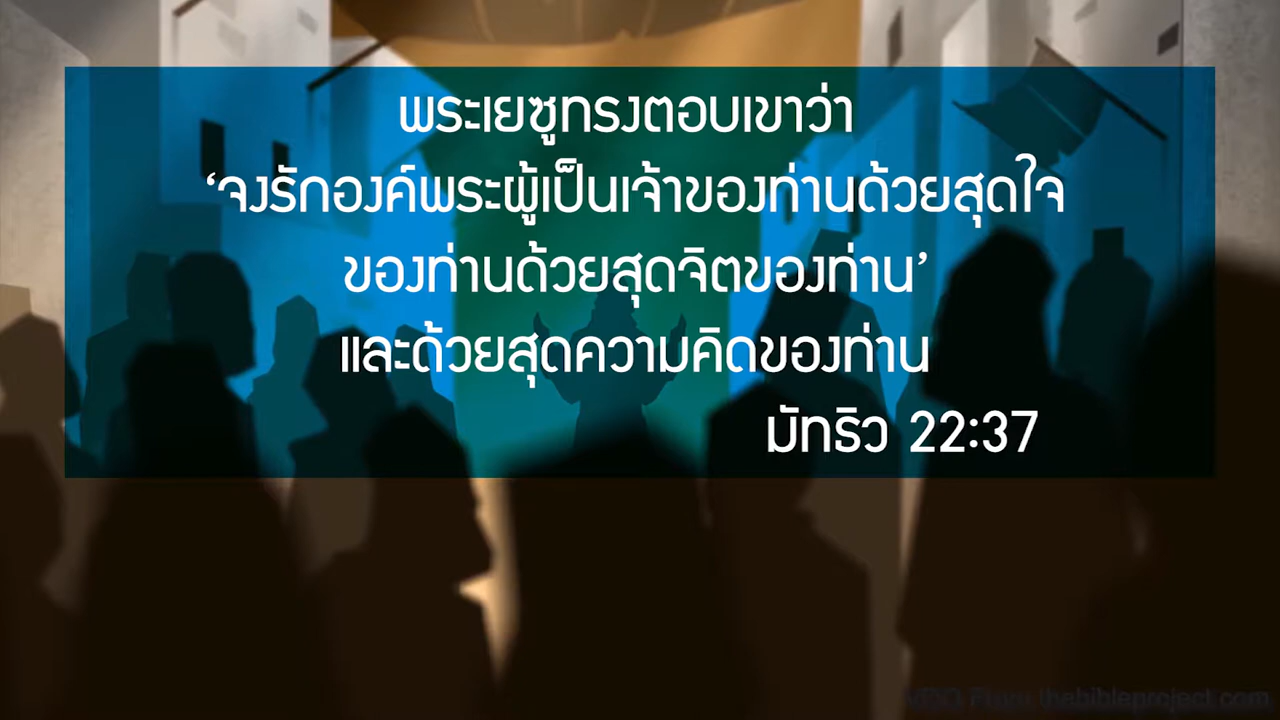 พระเยซูทรงตอบเขาว่า
‘จงรักองค์พระผู้เป็นเจ้าของท่านด้วยสุดใจ
ของท่านด้วยสุดจิตของท่าน’
และด้วยสุดความคิดของท่าน
มัทธิว 22:37
From thebibleproject.com